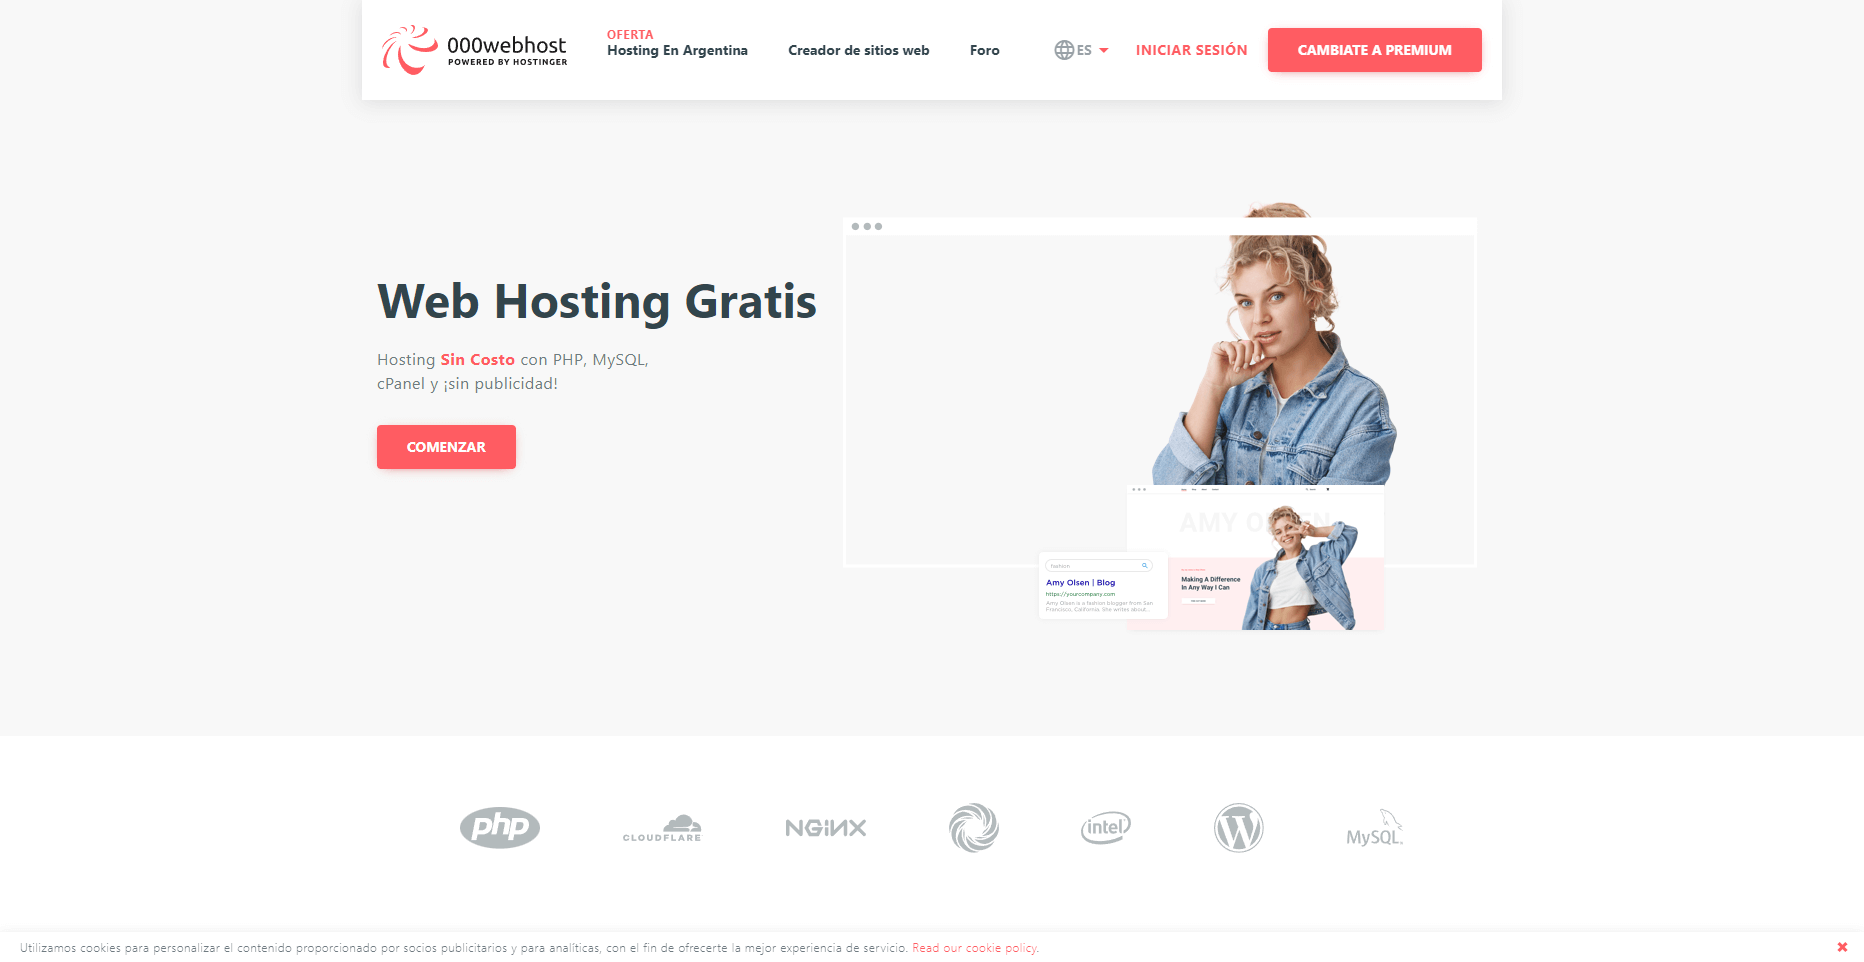 000webhost
POWERED BY HOSTINGER
OFERTA
Hosting En Argentina
Creador de sitios web
Foro
ES
INICIAR SESIÓN
CAMBIATE A PREMIUM
Web Hosting Gratis
Hosting Sin Costo con PHP, MySQL,
cPanel y ¡sin publicidad!
COMENZAR
Making A Difference
In Any Way I Can
fashion
Amy Olsen | Blog
https://yourcompany.com
Amy Olsen is a fashion blogger from San
Francisco, California. She writes about...
php
CLOUDFLARE
NGINX
intel
W
MySQL
Utilizamos cookies para personalizar el contenido proporcionado por socios publicitarios y para analíticas, con el fin de ofrecerte la mejor experiencia de servicio. Read our cookie policy.